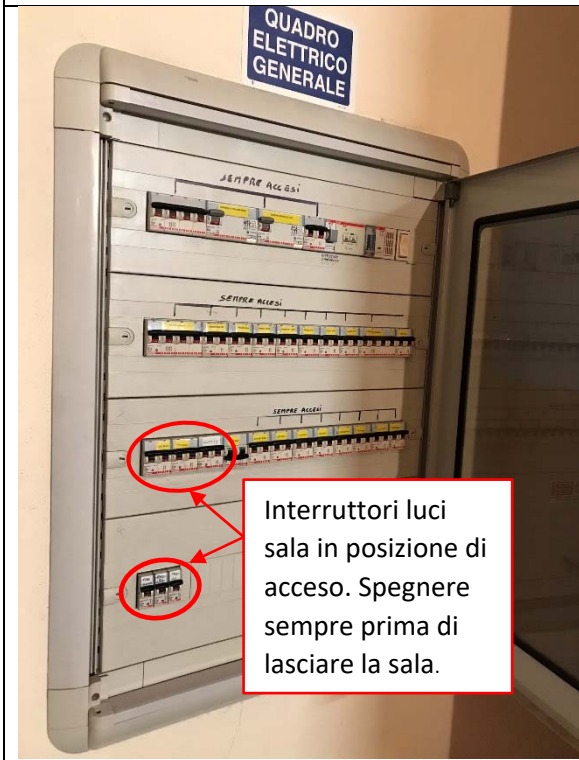 QUADRO
ELETTRICO
GENERALE
SEMPRE ACCESI
SEMPRE ACCESI
SEMPRE ACCESI
Interruttori luci
sala in posizione di
acceso. Spegnere
sempre prima di
lasciare la sala.